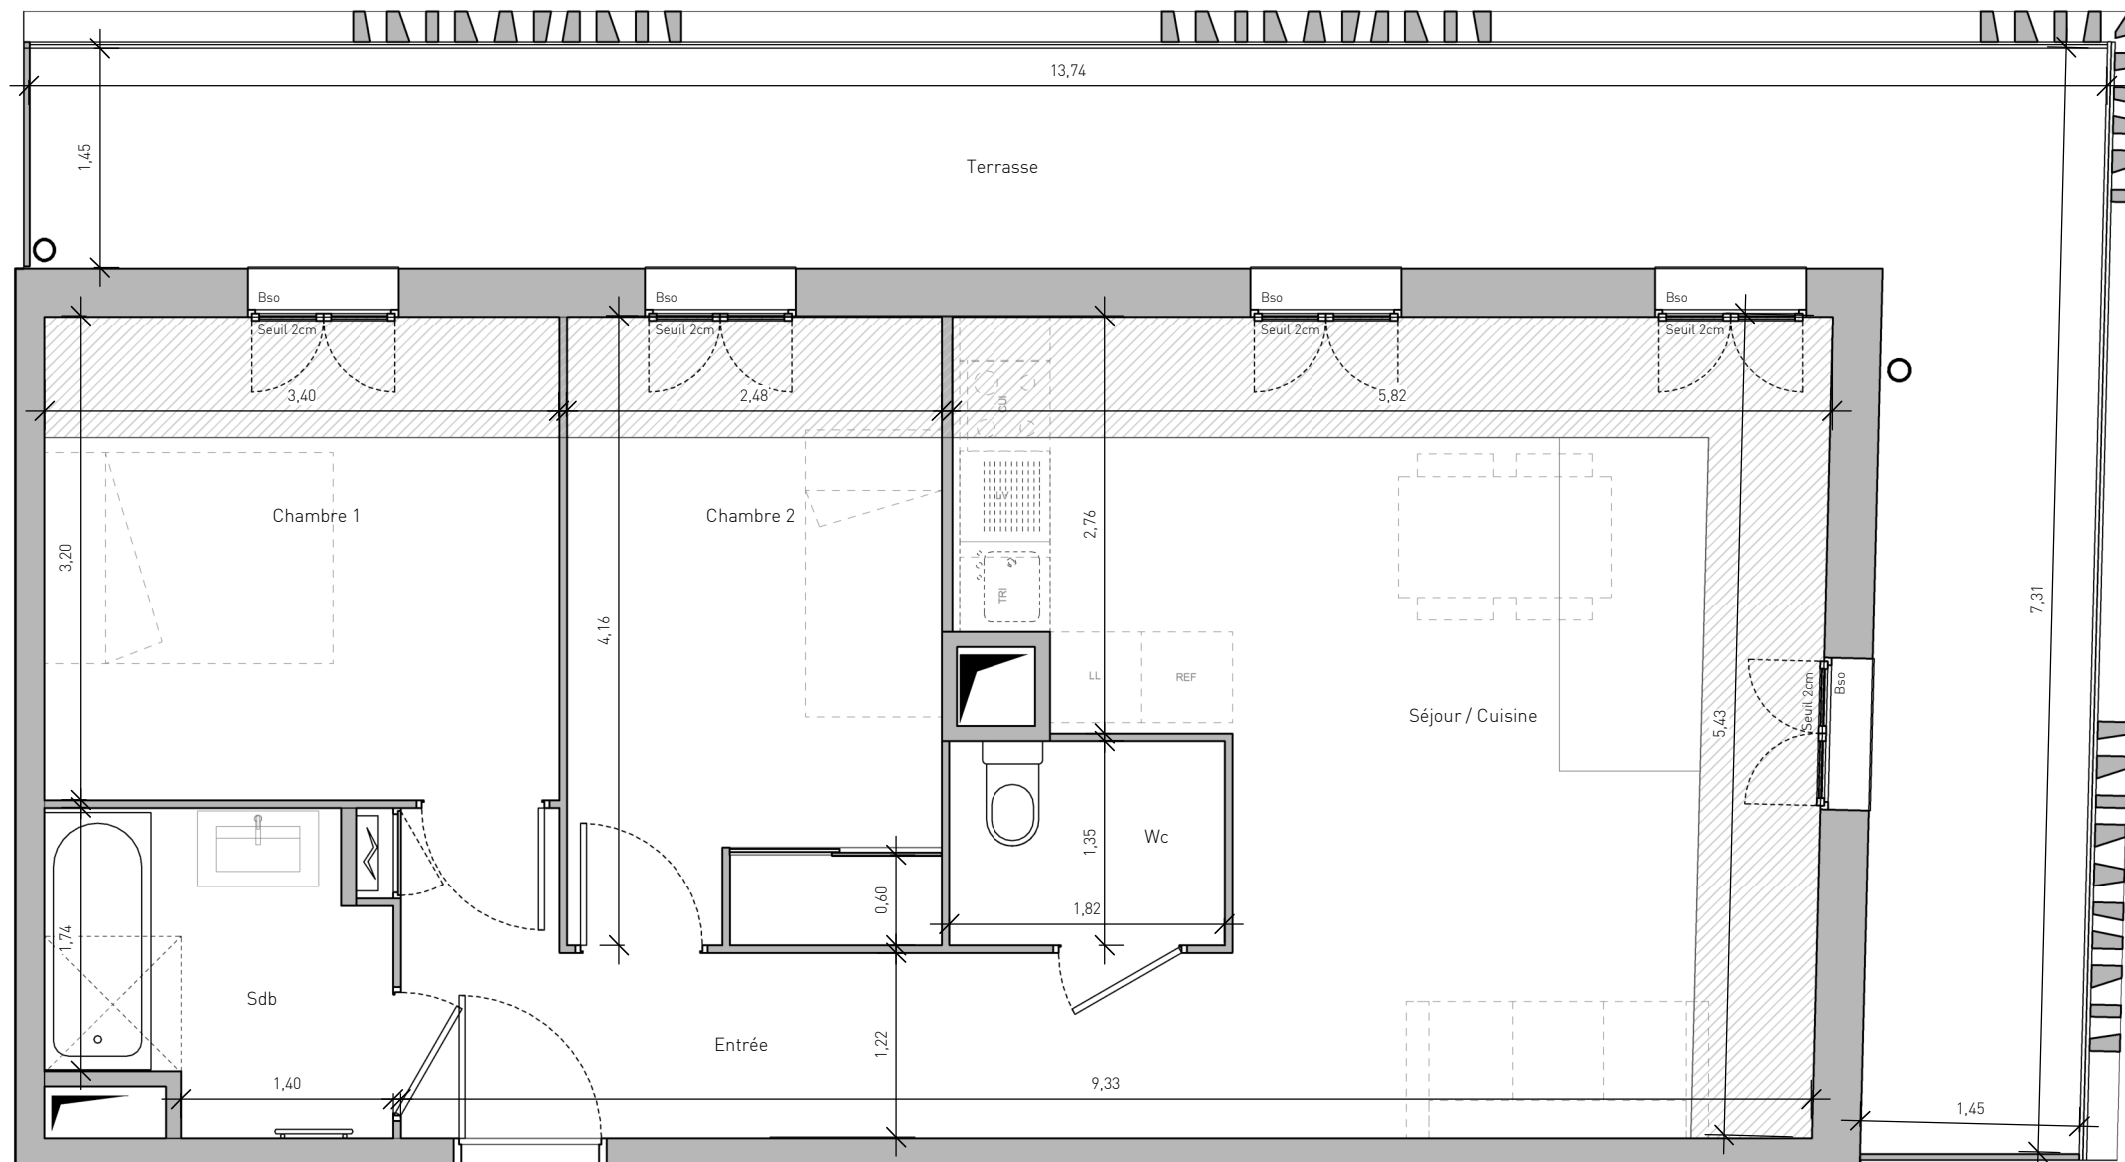 13,74
1,45
Terrasse
Bso
Seuil 2cm
Bso
Seuil 2cm
Bso
Seuil 2cm
Bso
Seuil 2cm
3,40
2,48
CUI
5,82
Chambre 1
Chambre 2
LV
2,76
3,20
4,16
TRI
7,31
LL
REF
Séjour / Cuisine
5,43
Seuil 2cm
Bso
1,35
Wc
0,60
1,82
1,74
Sdb
Entrée
1,22
1,40
9,33
1,45